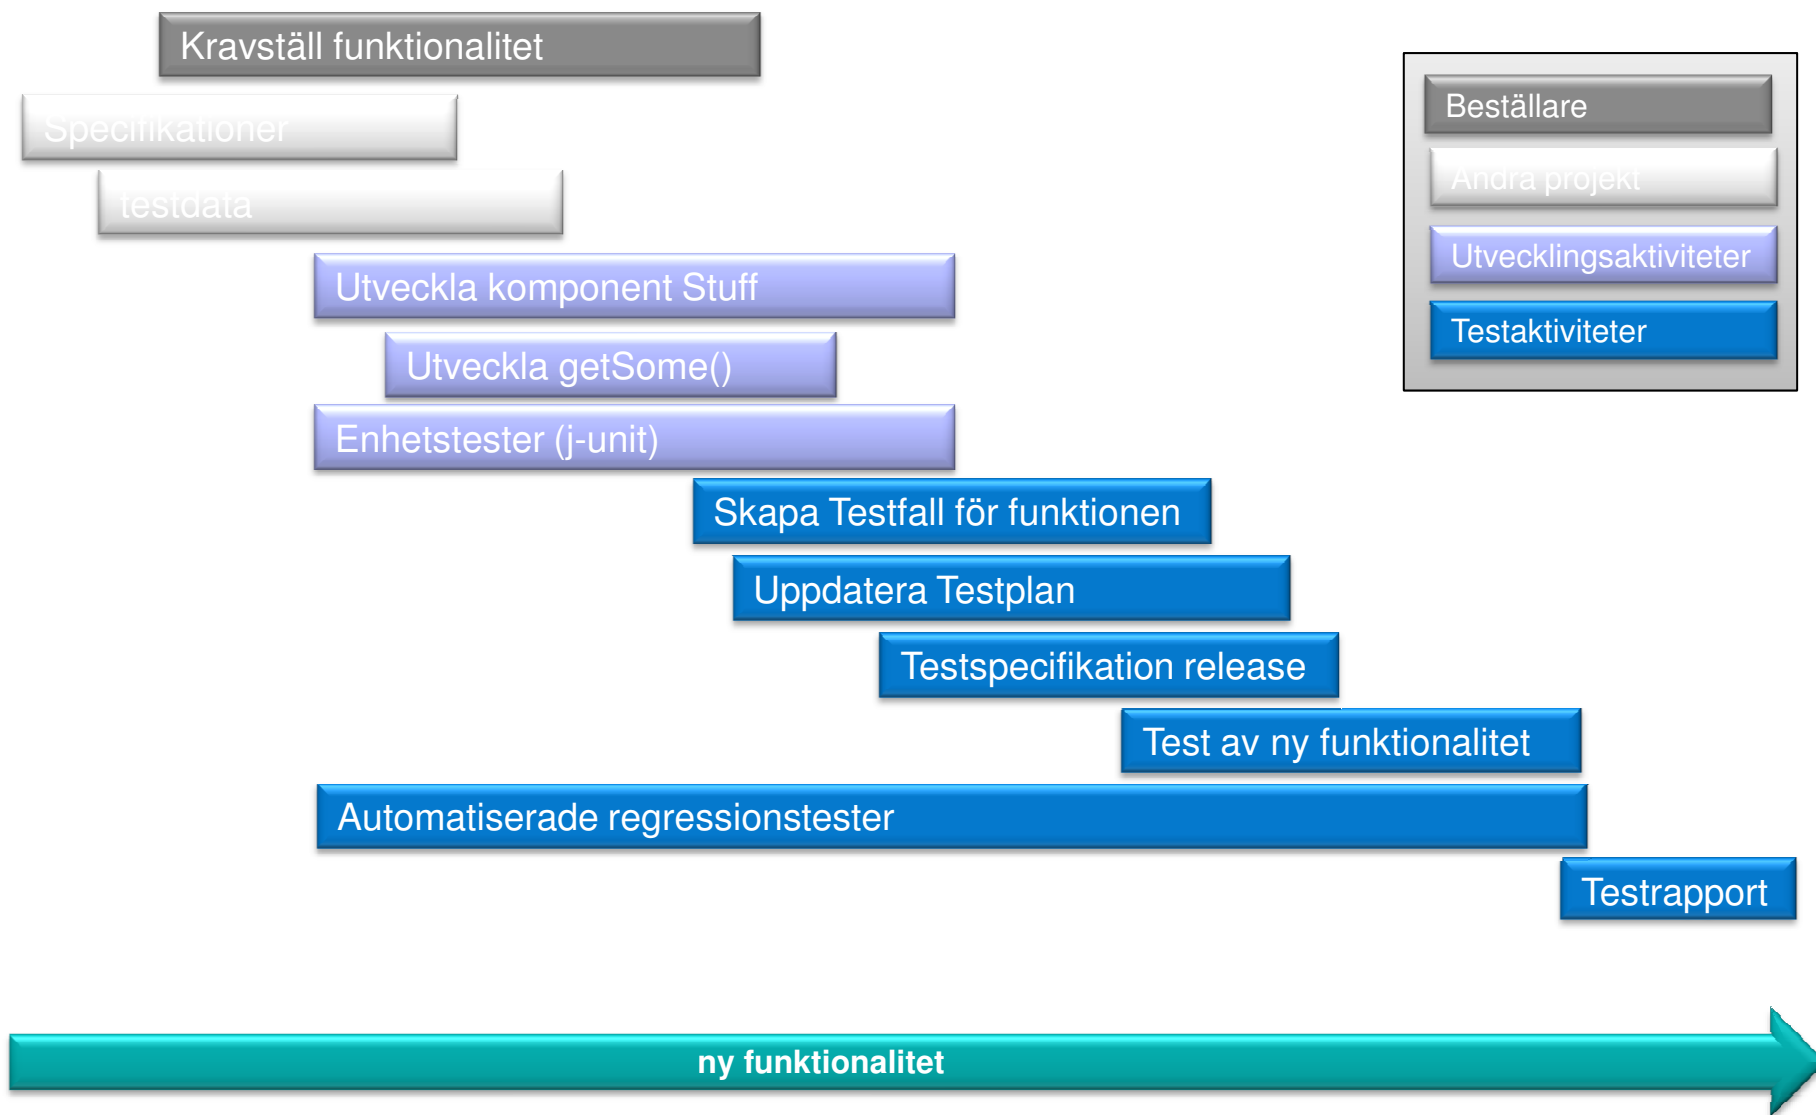 Kravställ funktionalitet
Specifikationer
testdata
Utveckla komponent Stuff
Utveckla getSome()
Enhetstester (j-unit)
Skapa Testfall för funktionen
Uppdatera Testplan
Testspecifikation release
Test av ny funktionalitet
Automatiserade regressionstester
Testrapport
ny funktionalitet
Beställare
Andra projekt
Utvecklingsaktiviteter
Testaktiviteter